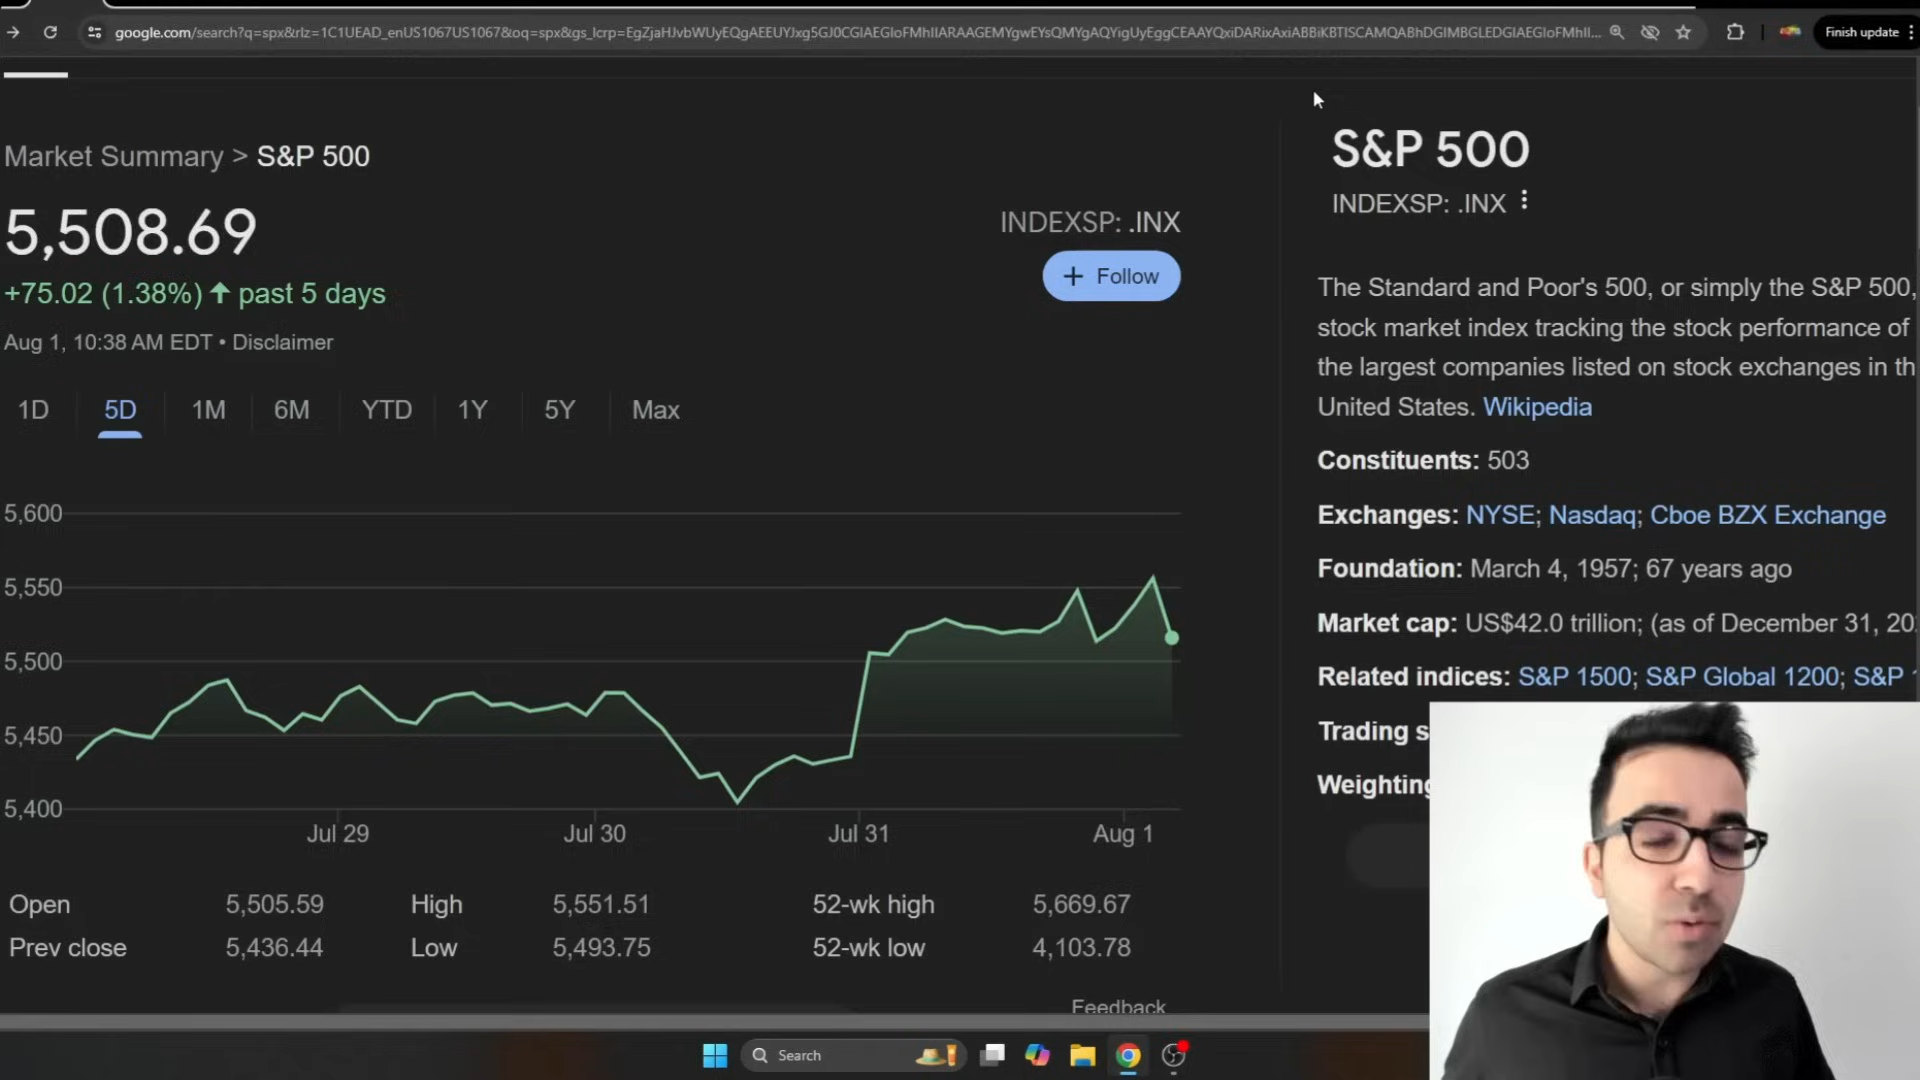 google.com/search?q=spx&rlz=1C1UEAD_enUS1067US1067&oq=spx&gs_lcrp=
Finish update
Market Summary > S&P 500
5,508.69
+75.02 (1.38%) ↑ past 5 days
Aug 1, 10:38 AM EDT • Disclaimer
INDEXSP: .INX
+ Follow
1D 5D 1M 6M YTD 1Y 5Y Max
5,600
5,550
5,500
5,450
5,400
Jul 29 Jul 30 Jul 31 Aug 1
Open 5,505.59 High 5,551.51 52-wk high 5,669.67
Prev close 5,436.44 Low 5,493.75 52-wk low 4,103.78
Feedback
S&P 500
INDEXSP: .INX
The Standard and Poor's 500, or simply the S&P 500,
stock market index tracking the stock performance of
the largest companies listed on stock exchanges in th
United States. Wikipedia
Constituents: 503
Exchanges: NYSE; Nasdaq; Cboe BZX Exchange
Foundation: March 4, 1957; 67 years ago
Market cap: US$42.0 trillion; (as of December 31, 20
Related indices: S&P 1500; S&P Global 1200; S&P
Trading s
Weighting
Search